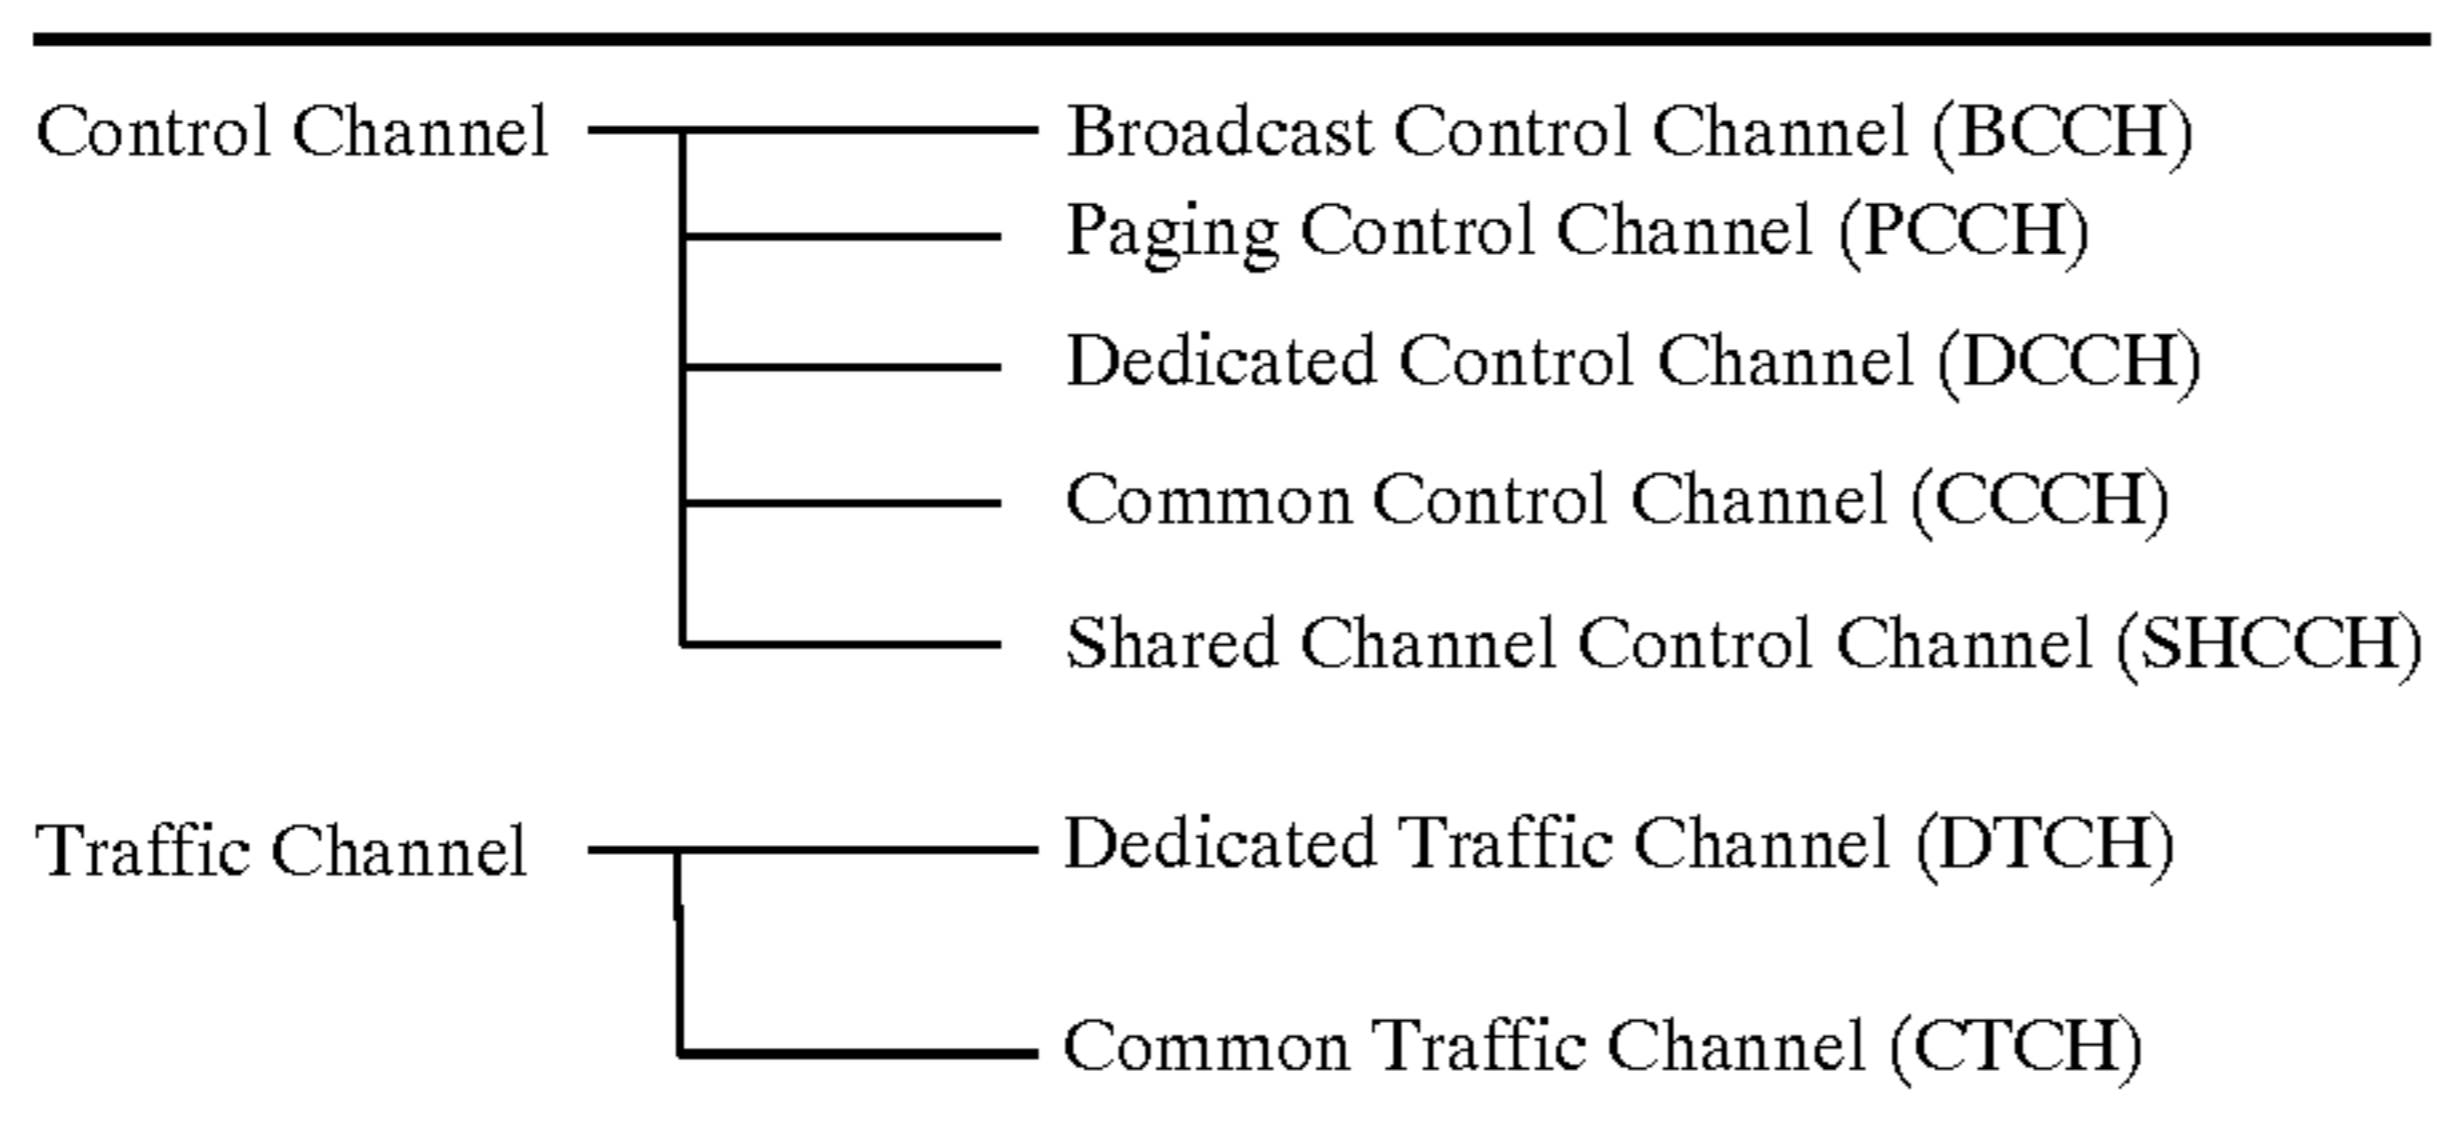 Control Channel
Broadcast Control Channel (BCCH)
Paging Control Channel (PCCH)
Dedicated Control Channel (DCCH)
Common Control Channel (CCCH)
Shared Channel Control Channel (SHCCH)
Traffic Channel
Dedicated Traffic Channel (DTCH)
Common Traffic Channel (CTCH)